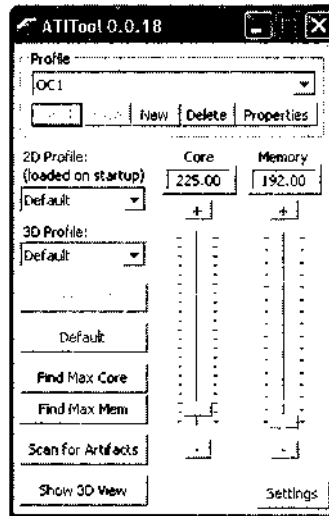 ATITool 0.0.18
Profile
OC1
New Delete Properties
2D Profile:
(loaded on startup)
Default
3D Profile:
Default
Core Memory
225.00 192.00
+ +
- -
Default
Find Max Core
Find Max Mem
Scan for Artifacts
Show 3D View
Settings